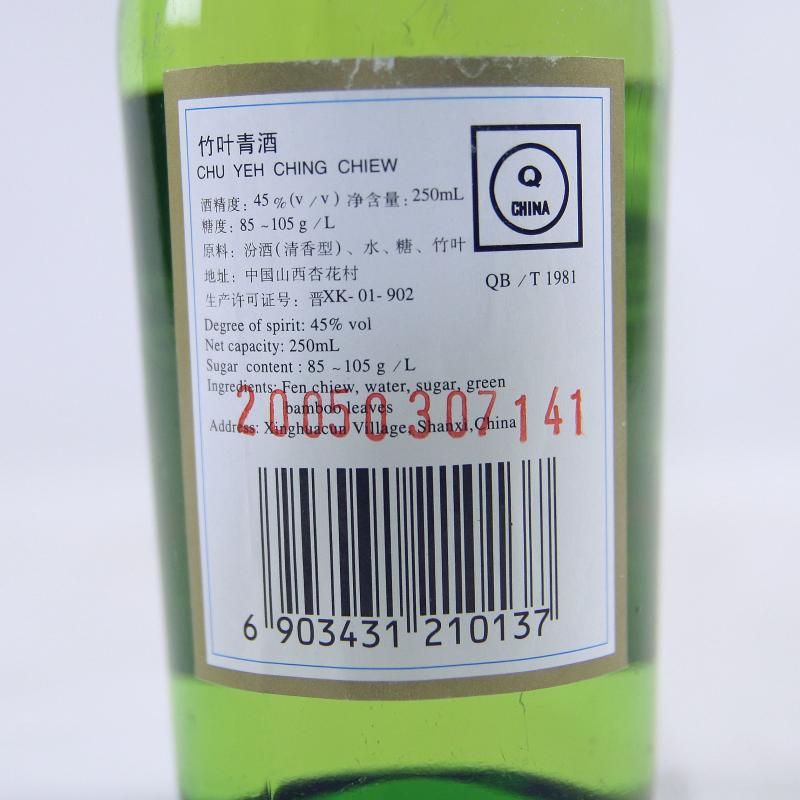 竹叶青酒
CHU YEH CHING CHIEW
Q
CHINA
酒精度: 45%(v/v) 净含量: 250mL
糖度: 85~105 g/L
原料: 汾酒(清香型)、水、糖、竹叶
地址: 中国山西杏花村
QB/T 1981
生产许可证号: 晋XK-01-902
Degree of spirit: 45% vol
Net capacity: 250mL
Sugar content : 85 ~105 g /L
Ingredients: Fen chiew, water, sugar, green
bamboo leaves
20050307141
Address: Xinghuacun Village, Shanxi,China
6 903431 210137